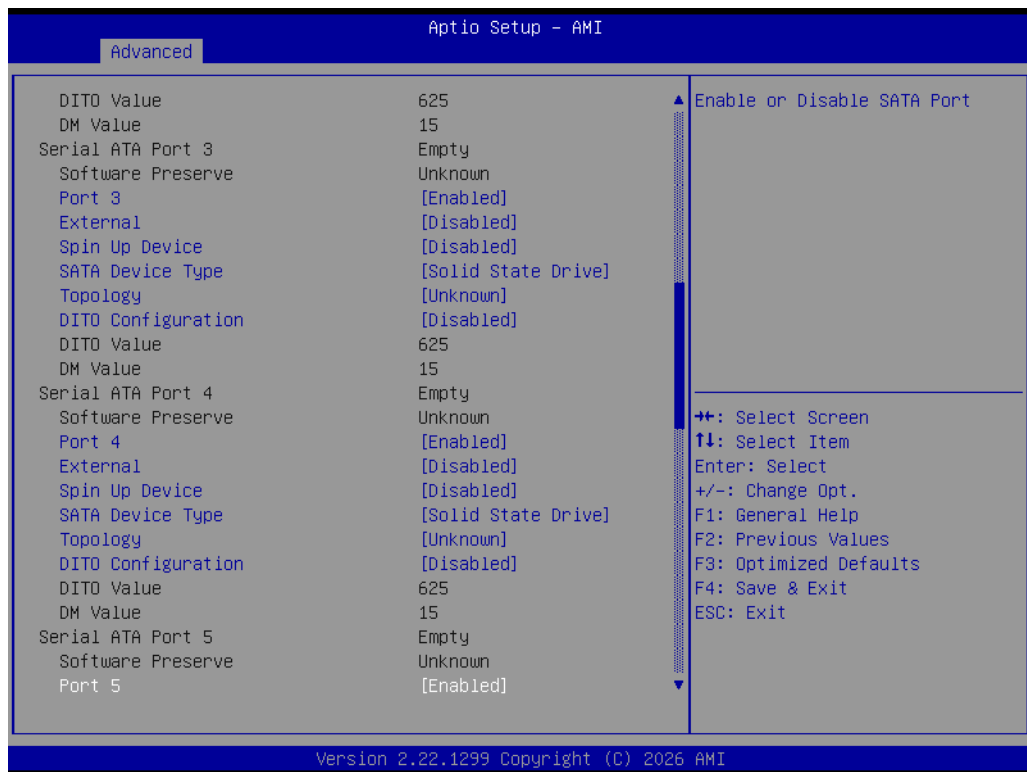 Aptio Setup – AMI
Advanced
DITO Value 625
DM Value 15
Serial ATA Port 3 Empty
Software Preserve Unknown
Port 3 [Enabled]
External [Disabled]
Spin Up Device [Disabled]
SATA Device Type [Solid State Drive]
Topology [Unknown]
DITO Configuration [Disabled]
DITO Value 625
DM Value 15
Serial ATA Port 4 Empty
Software Preserve Unknown
Port 4 [Enabled]
External [Disabled]
Spin Up Device [Disabled]
SATA Device Type [Solid State Drive]
Topology [Unknown]
DITO Configuration [Disabled]
DITO Value 625
DM Value 15
Serial ATA Port 5 Empty
Software Preserve Unknown
Port 5 [Enabled]
Enable or Disable SATA Port
→←: Select Screen
↑↓: Select Item
Enter: Select
+/-: Change Opt.
F1: General Help
F2: Previous Values
F3: Optimized Defaults
F4: Save & Exit
ESC: Exit
Version 2.22.1299 Copyright (C) 2026 AMI